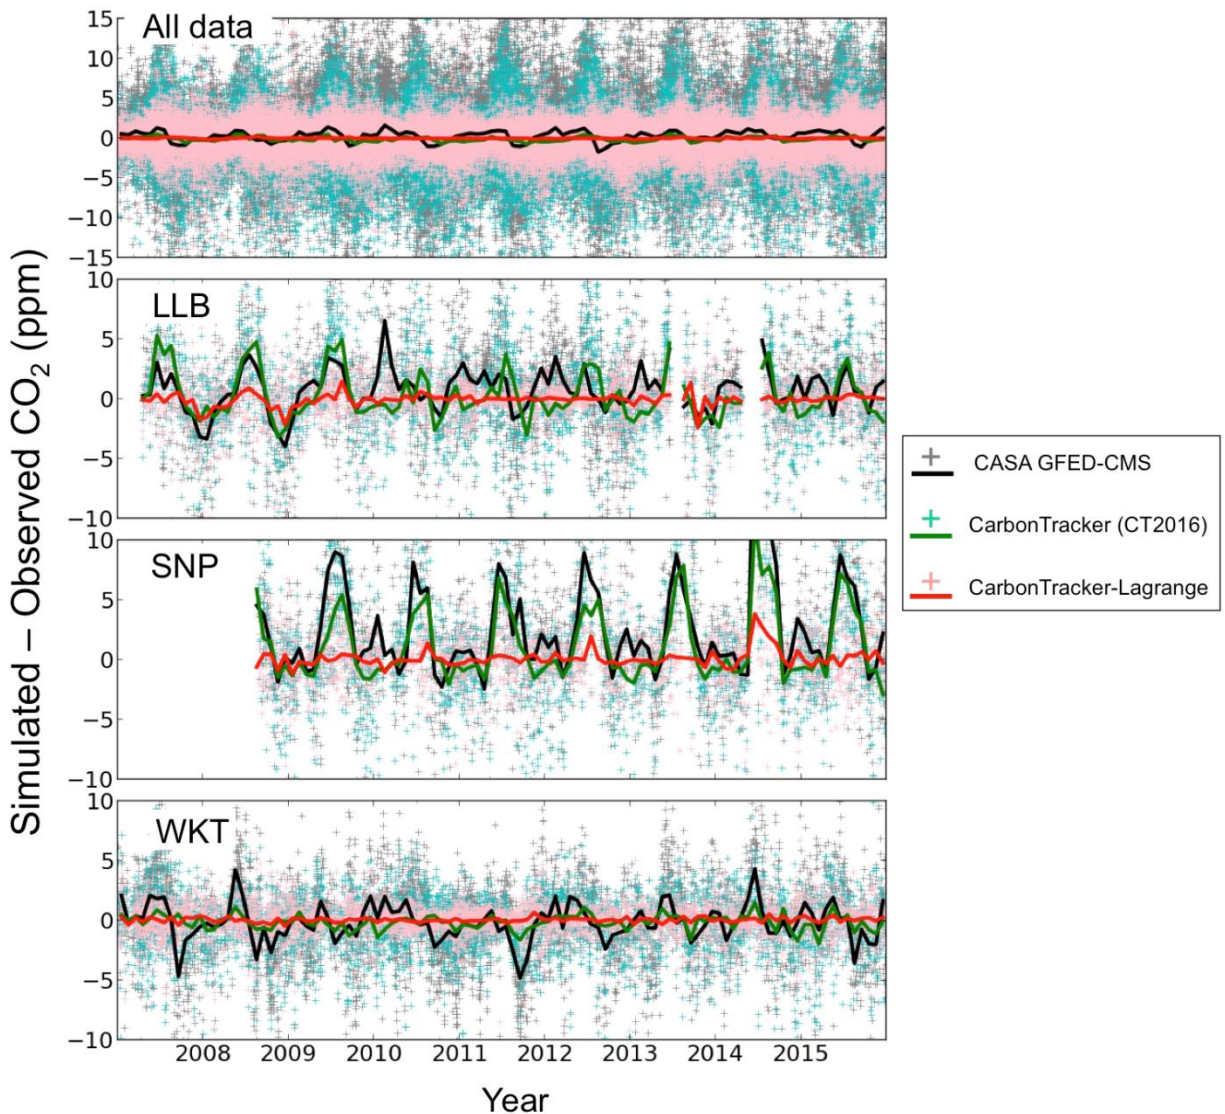 All data
15
10
5
0
−5
−10
−15
LLB
10
5
0
−5
−10
SNP
10
5
0
−5
−10
WKT
10
5
0
−5
−10
2008 2009 2010 2011 2012 2013 2014 2015
Year
Simulated – Observed CO₂ (ppm)
CASA GFED-CMS
CarbonTracker (CT2016)
CarbonTracker-Lagrange